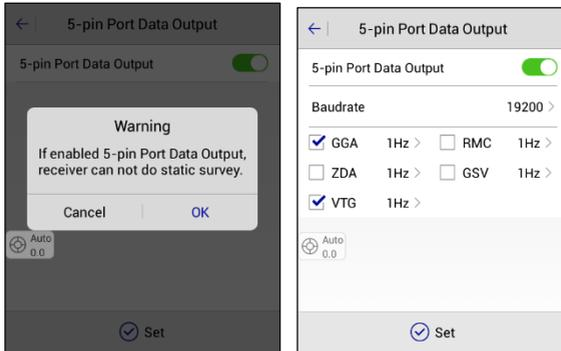 5-pin Port Data Output
5-pin Port Data Output
Warning
If enabled 5-pin Port Data Output,
receiver can not do static survey.
Cancel OK
Auto
0.0
Set
5-pin Port Data Output
5-pin Port Data Output
Baudrate 19200 >
GGA 1Hz > RMC 1Hz >
ZDA 1Hz > GSV 1Hz >
VTG 1Hz >
Auto
0.0
Set